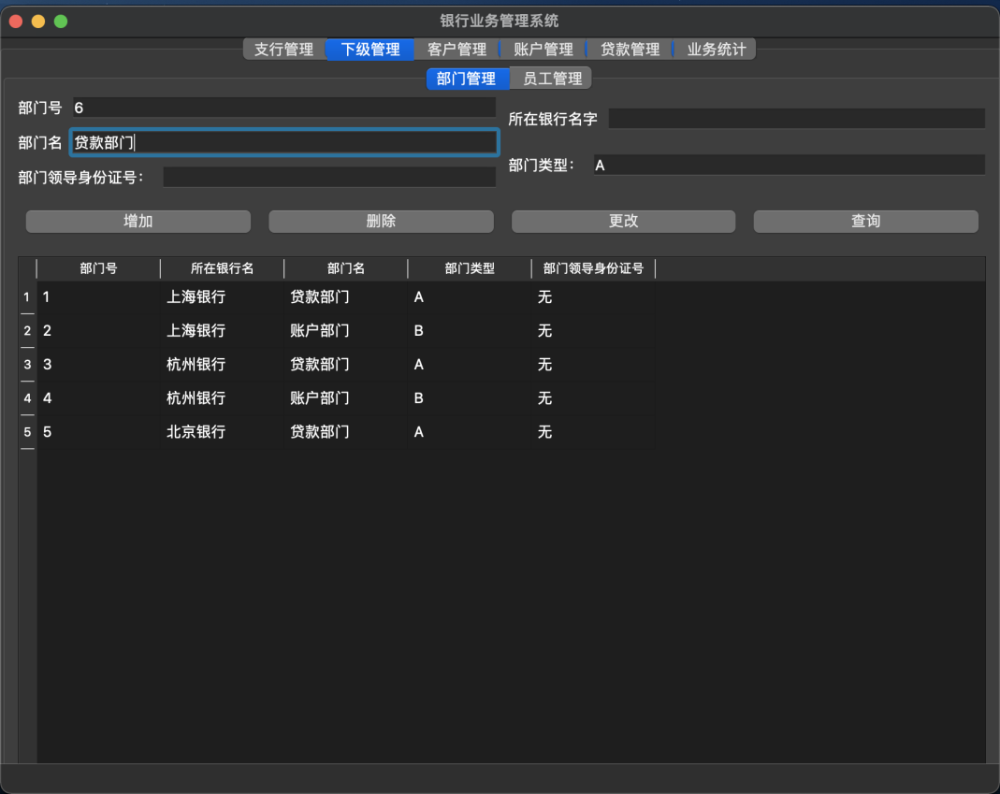 银行业务管理系统
支行管理 下级管理 客户管理 账户管理 贷款管理 业务统计
部门管理 员工管理
部门号 6
所在银行名字
部门名 贷款部门
部门类型： A
部门领导身份证号：
增加 删除 更改 查询
部门号 所在银行名 部门名 部门类型 部门领导身份证号
1 1 上海银行 贷款部门 A 无
2 2 上海银行 账户部门 B 无
3 3 杭州银行 贷款部门 A 无
4 4 杭州银行 账户部门 B 无
5 5 北京银行 贷款部门 A 无